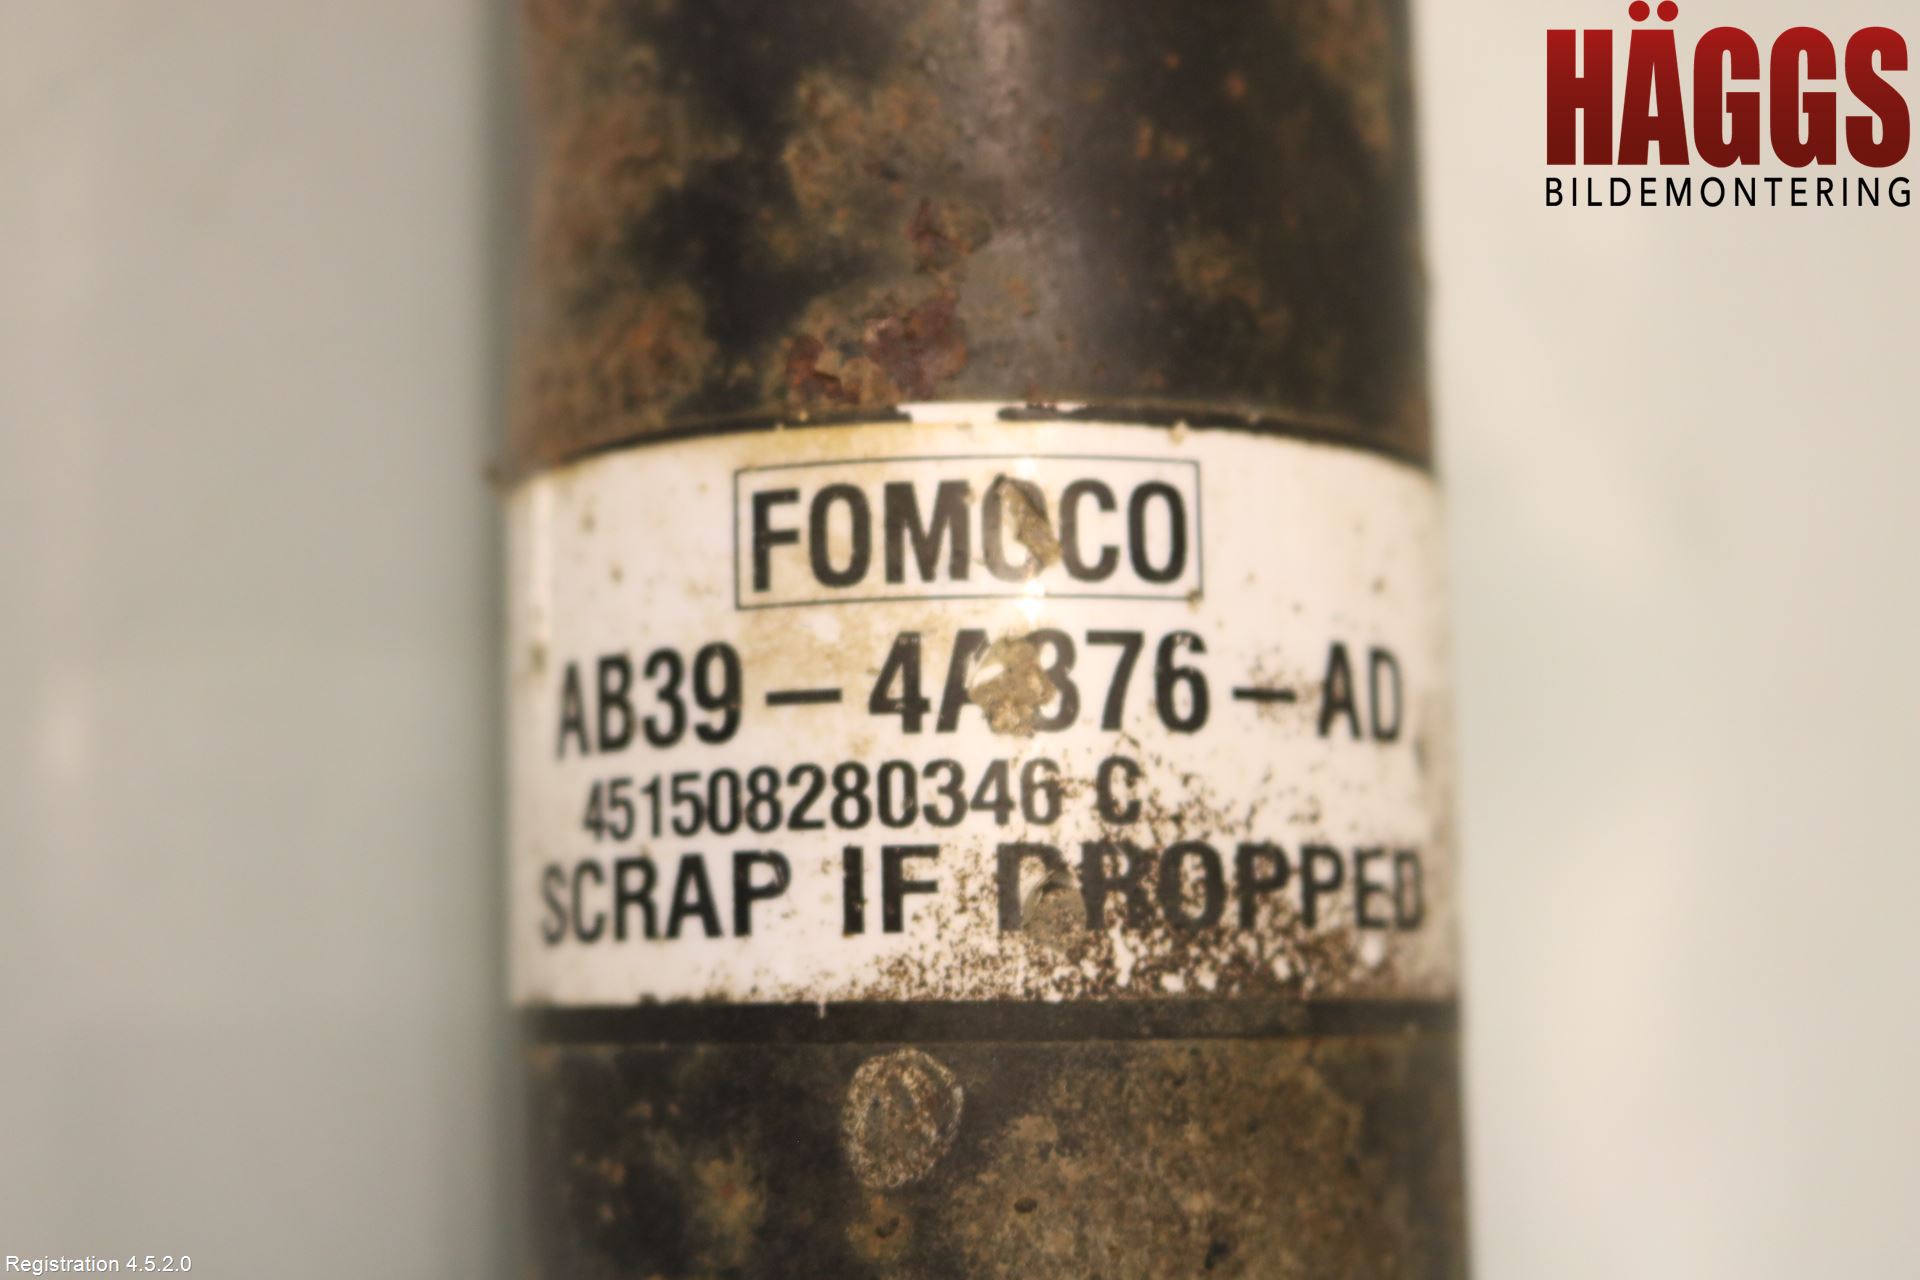 HÄGGS
BILDEMONTERING
FOMOCO
AB39-4A376-AD
451508280346 C
SCRAP IF DROPPED
Registration 4.5.2.0